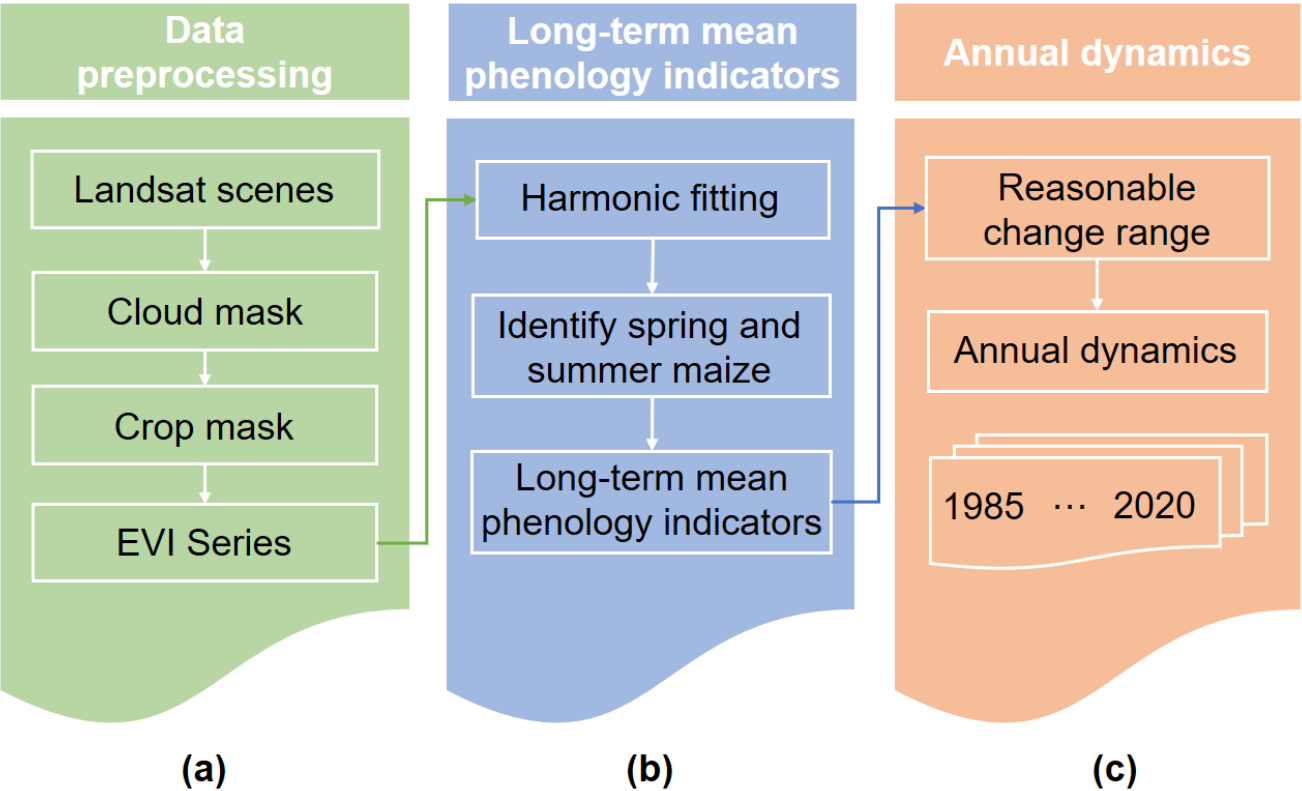 Data
preprocessing
Landsat scenes
Cloud mask
Crop mask
EVI Series
(a)
Long-term mean
phenology indicators
Harmonic fitting
Identify spring and
summer maize
Long-term mean
phenology indicators
(b)
Annual dynamics
Reasonable
change range
Annual dynamics
1985 ··· 2020
(c)